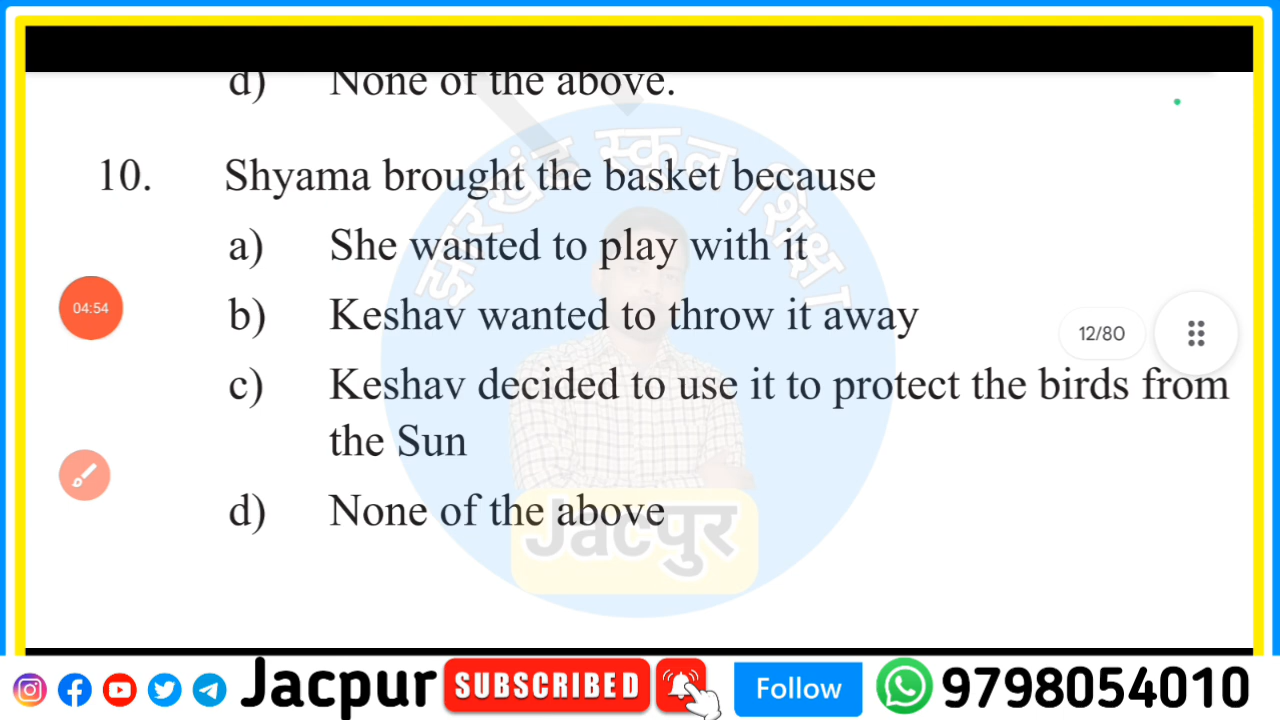 d) None of the above.
10. Shyama brought the basket because
a) She wanted to play with it
b) Keshav wanted to throw it away
04:54
12/80
c) Keshav decided to use it to protect the birds from
the Sun
d) None of the above
झारखंड स्कूल शिक्षा
Jacपुर
Jacpur SUBSCRIBED Follow 9798054010